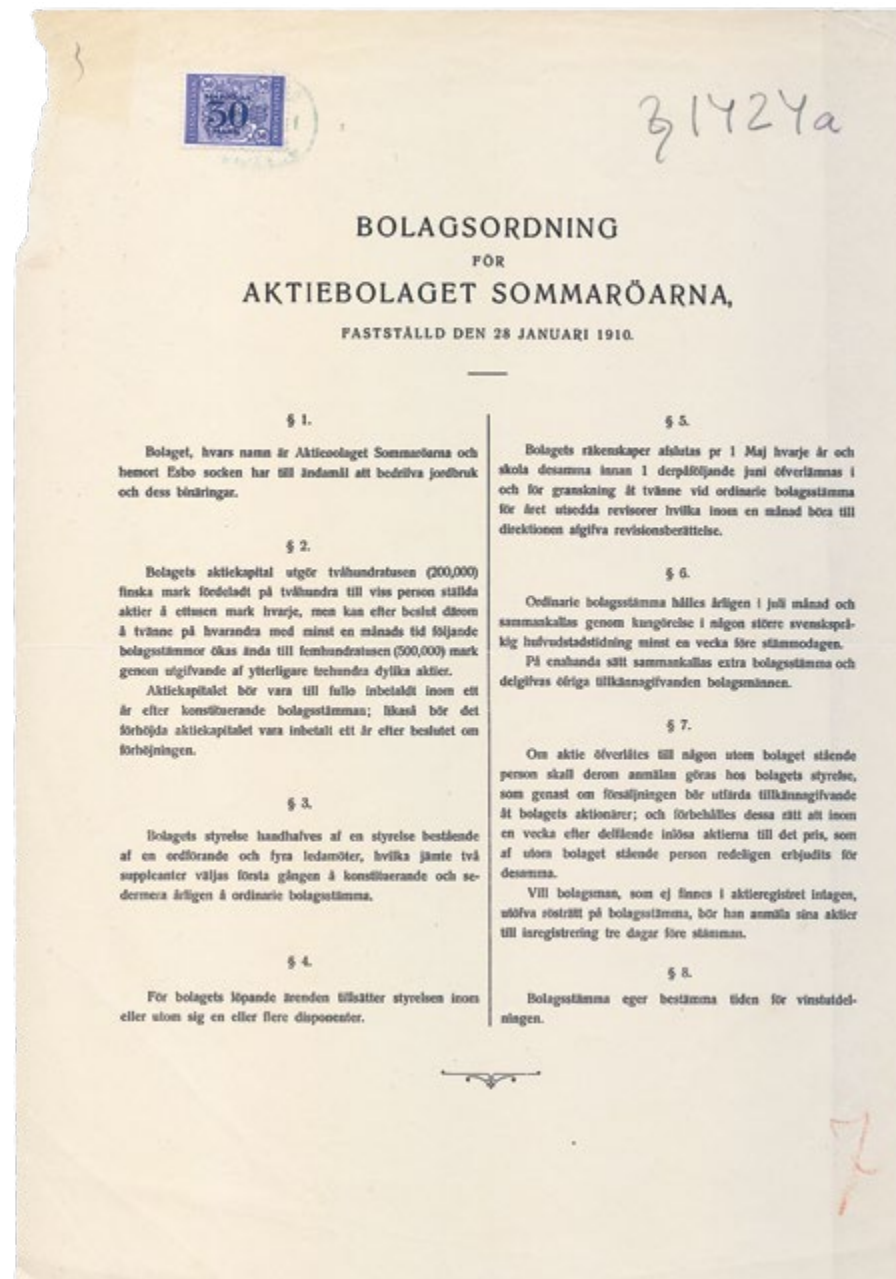 31424a
30
BOLAGSORDNING
FÖR
AKTIEBOLAGET SOMMARÖARNA,
FASTSTÄLLD DEN 28 JANUARI 1910.
§ 1.
Bolaget, hvars namn är Aktiebolaget Sommaröarna och
hemort Esbo socken har till ändamål att bedrifva jordbruk
och dess binäringar.
§ 2.
Bolagets aktiekapital utgör tvåhundratusen (200,000)
finska mark fördeladt på tvåhundra till viss person ställda
aktier å ettusen mark hvarje, men kan efter beslut därom
å tvänne på hvarandra med minst en månads tid följande
bolagsstämmor ökas ända till femhundratusen (500,000) mark
genom utgifvande af ytterligare trehundra dylika aktier.
Aktiekapitalet bör vara till fullo inbetaldt inom ett
år efter konstituerande bolagsstämman; likaså bör det
förhöjda aktiekapitalet vara inbetalt ett år efter beslutet om
förhöjningen.
§ 3.
Bolagets styrelse handhafves af en styrelse bestående
af en ordförande och fyra ledamöter, hvilka jämte två
suppleanter väljas första gången å konstituerande och se-
dermera årligen å ordinarie bolagsstämma.
§ 4.
För bolagets löpande ärenden tillsätter styrelsen inom
eller utom sig en eller flere disponenter.
§ 5.
Bolagets räkenskaper afslutas pr 1 Maj hvarje år och
skola desamma innan 1 derpåföljande juni öfverlämnas i
och för granskning åt tvänne vid ordinarie bolagsstämma
för året utsedda revisorer hvilka inom en månad böra till
direktionen afgifva revisionsberättelse.
§ 6.
Ordinarie bolagsstämma hålles årligen i juli månad och
sammankallas genom kungörelse i någon större svensksprå-
kig hufvudstadstidning minst en vecka före stämmodagen.
På enahanda sätt sammankallas extra bolagsstämma och
delgifvas öfriga tillkännagifvanden bolagsmännen.
§ 7.
Om aktie öfverlåtes till någon utom bolaget stående
person skall derom anmälan göras hos bolagets styrelse,
som genast om försäljningen bör utfärda tillkännagifvande
åt bolagets aktionärer; och förbehålles dessa rätt att inom
en vecka efter delfående inlösa aktierna till det pris, som
af utom bolaget stående person redeligen erbjudits för
desamma.
Vill bolagsman, som ej finnes i aktieregistret intagen,
utöfva rösträtt på bolagsstämma, bör han anmäla sina aktier
till inregistrering tre dagar före stämman.
§ 8.
Bolagsstämma eger bestämma tiden för vinstutdel-
ningen.
7